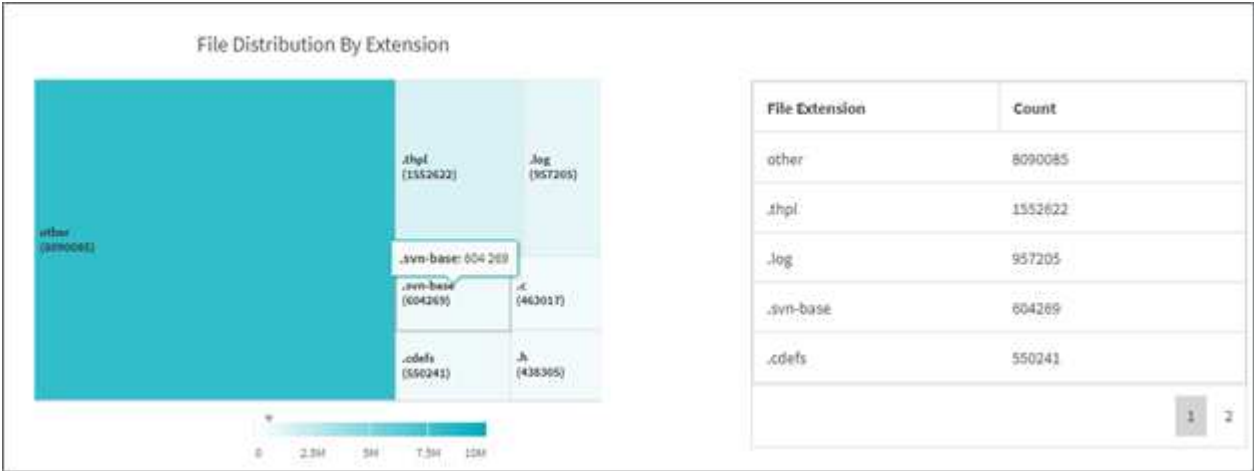 File Distribution By Extension
other
(8090085)
.thpl
(1552622)
.log
(957205)
.svn-base: 604 269
.svn-base
(604269)
.c
(463017)
.cdefs
(550241)
.h
(438305)
0 2.5M 5M 7.5M 10M
File Extension Count
other 8090085
.thpl 1552622
.log 957205
.svn-base 604269
.cdefs 550241
1 2